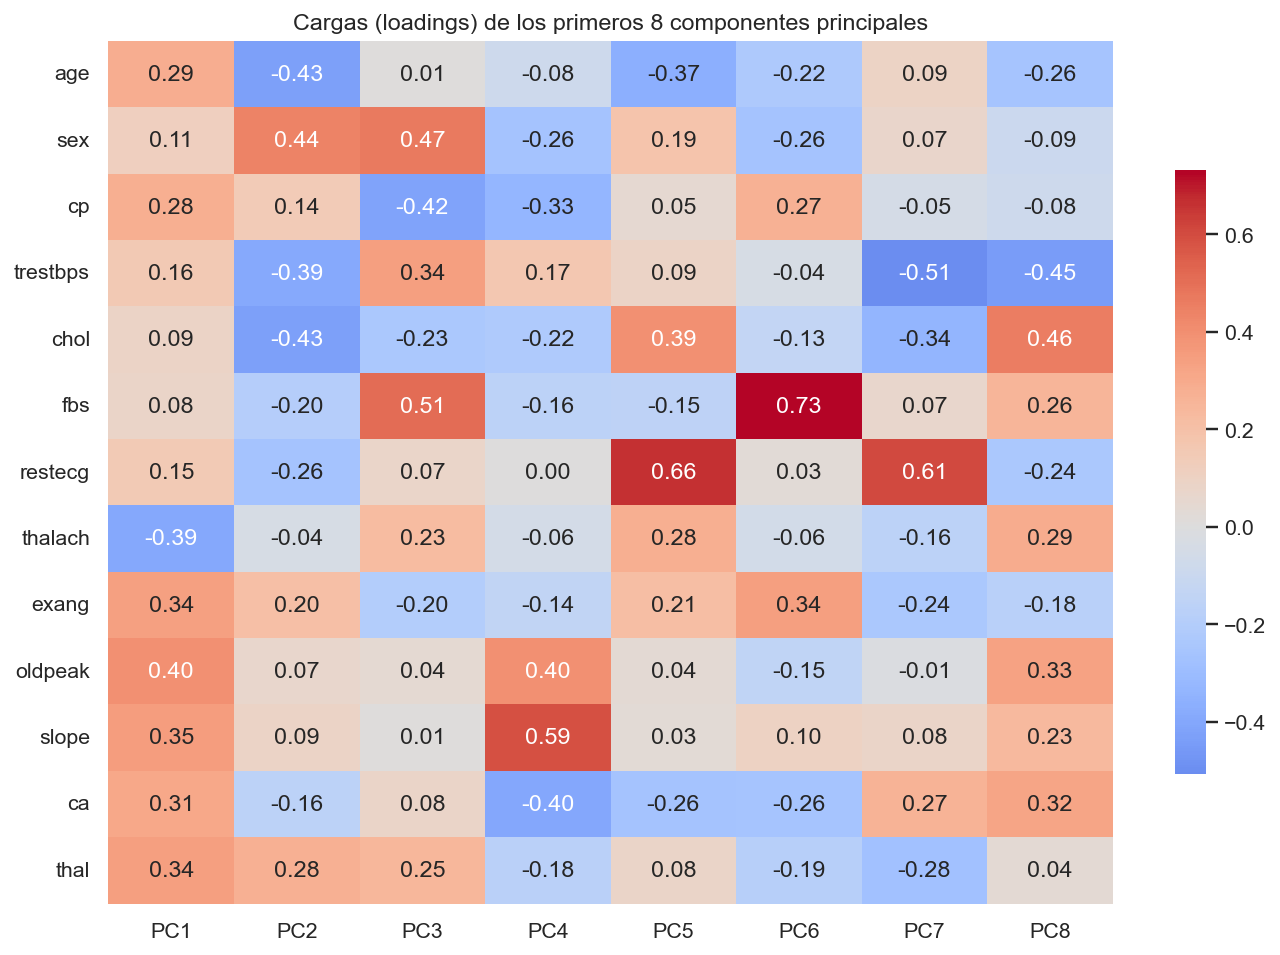 Cargas (loadings) de los primeros 8 componentes principales
age 0.29 -0.43 0.01 -0.08 -0.37 -0.22 0.09 -0.26
sex 0.11 0.44 0.47 -0.26 0.19 -0.26 0.07 -0.09
cp 0.28 0.14 -0.42 -0.33 0.05 0.27 -0.05 -0.08
trestbps 0.16 -0.39 0.34 0.17 0.09 -0.04 -0.51 -0.45
chol 0.09 -0.43 -0.23 -0.22 0.39 -0.13 -0.34 0.46
fbs 0.08 -0.20 0.51 -0.16 -0.15 0.73 0.07 0.26
restecg 0.15 -0.26 0.07 0.00 0.66 0.03 0.61 -0.24
thalach -0.39 -0.04 0.23 -0.06 0.28 -0.06 -0.16 0.29
exang 0.34 0.20 -0.20 -0.14 0.21 0.34 -0.24 -0.18
oldpeak 0.40 0.07 0.04 0.40 0.04 -0.15 -0.01 0.33
slope 0.35 0.09 0.01 0.59 0.03 0.10 0.08 0.23
ca 0.31 -0.16 0.08 -0.40 -0.26 -0.26 0.27 0.32
thal 0.34 0.28 0.25 -0.18 0.08 -0.19 -0.28 0.04
PC1 PC2 PC3 PC4 PC5 PC6 PC7 PC8
0.6
0.4
0.2
0.0
−0.2
−0.4